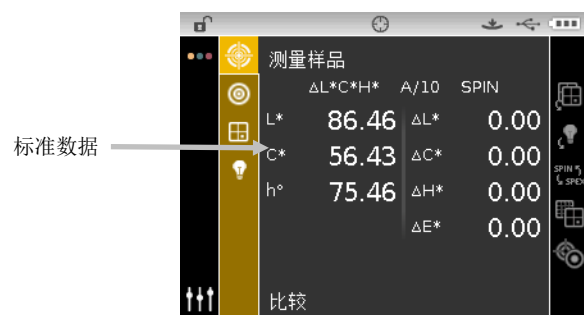 测量样品
ΔL*C*H* A/10 SPIN
L* 86.46 ΔL* 0.00
标准数据
C* 56.43 ΔC* 0.00
h° 75.46 ΔH* 0.00
ΔE* 0.00
SPIN
SPEX
比较